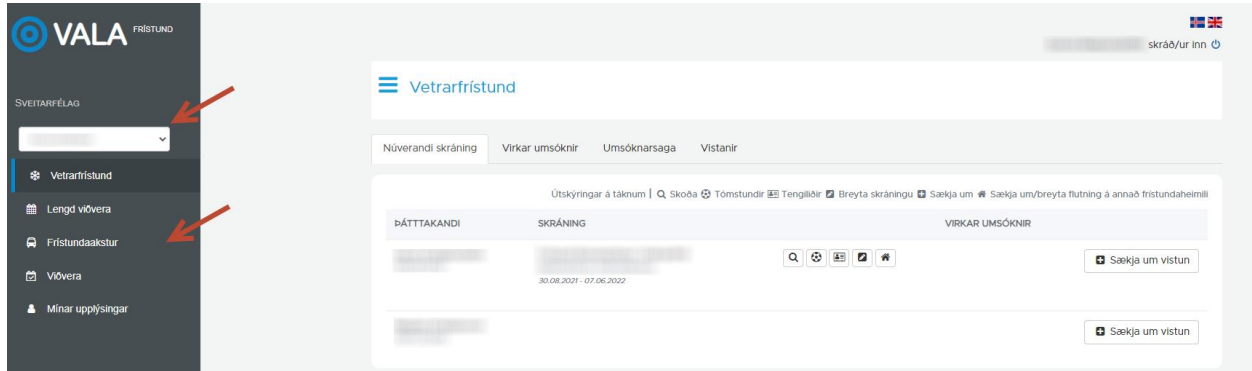 VALA FRÍSTUND
skráð/ur inn
SVEITARFÉLAG
Vetrarfrístund
Lengd viðvera
Frístundaakstur
Viðvera
Mínar upplýsingar
Vetrarfrístund
Núverandi skráning Virkar umsóknir Umsóknarsaga Vistanir
Útskýringar á táknum | Skoða Tómstundir Tengiliðir Breyta skráningu Sækja um Sækja um/breyta flutning á annað frístundaheimili
ÞÁTTTAKANDI SKRÁNING VIRKAR UMSÓKNIR
Sækja um vistun
30.08.2021 - 07.06.2022
Sækja um vistun